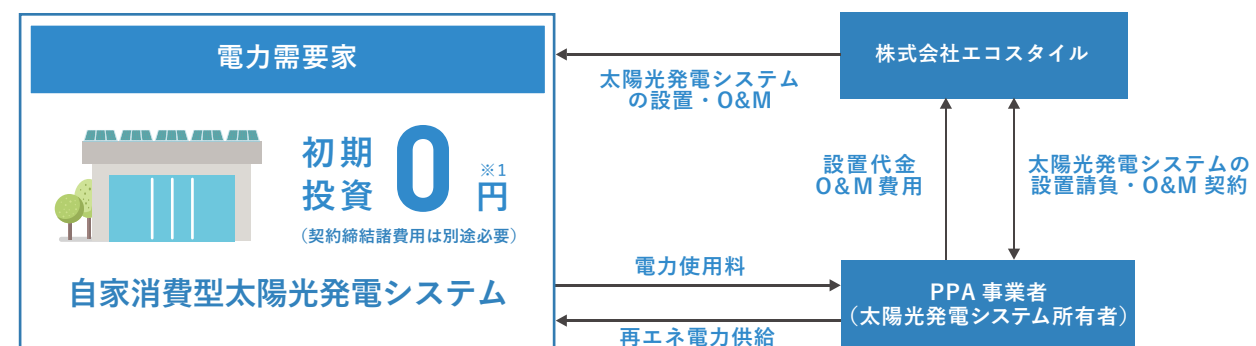 電力需要家
初期
投資
0
※1
円
（契約締結諸費用は別途必要）
自家消費型太陽光発電システム
太陽光発電システム
の設置・O&M
株式会社エコスタイル
設置代金
O&M 費用
太陽光発電システムの
設置請負・O&M 契約
電力使用料
再エネ電力供給
PPA 事業者
（太陽光発電システム所有者）